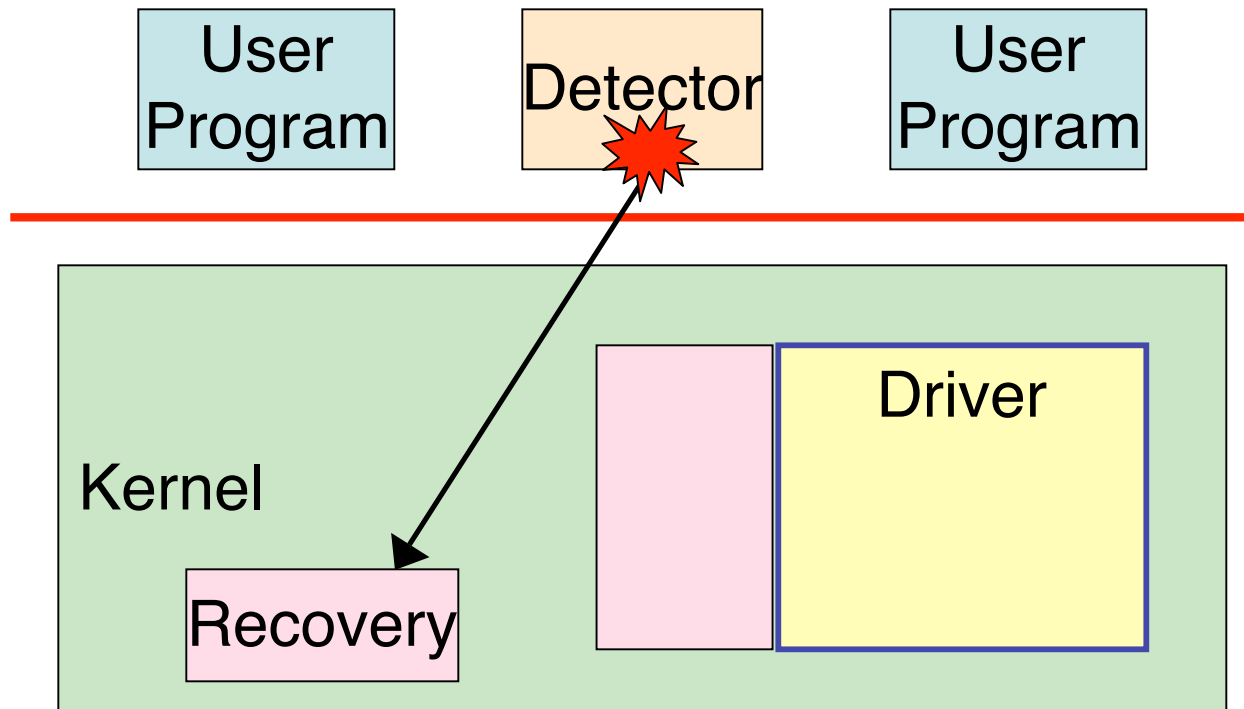 User
Program
Detector
User
Program
Driver
Kernel
Recovery